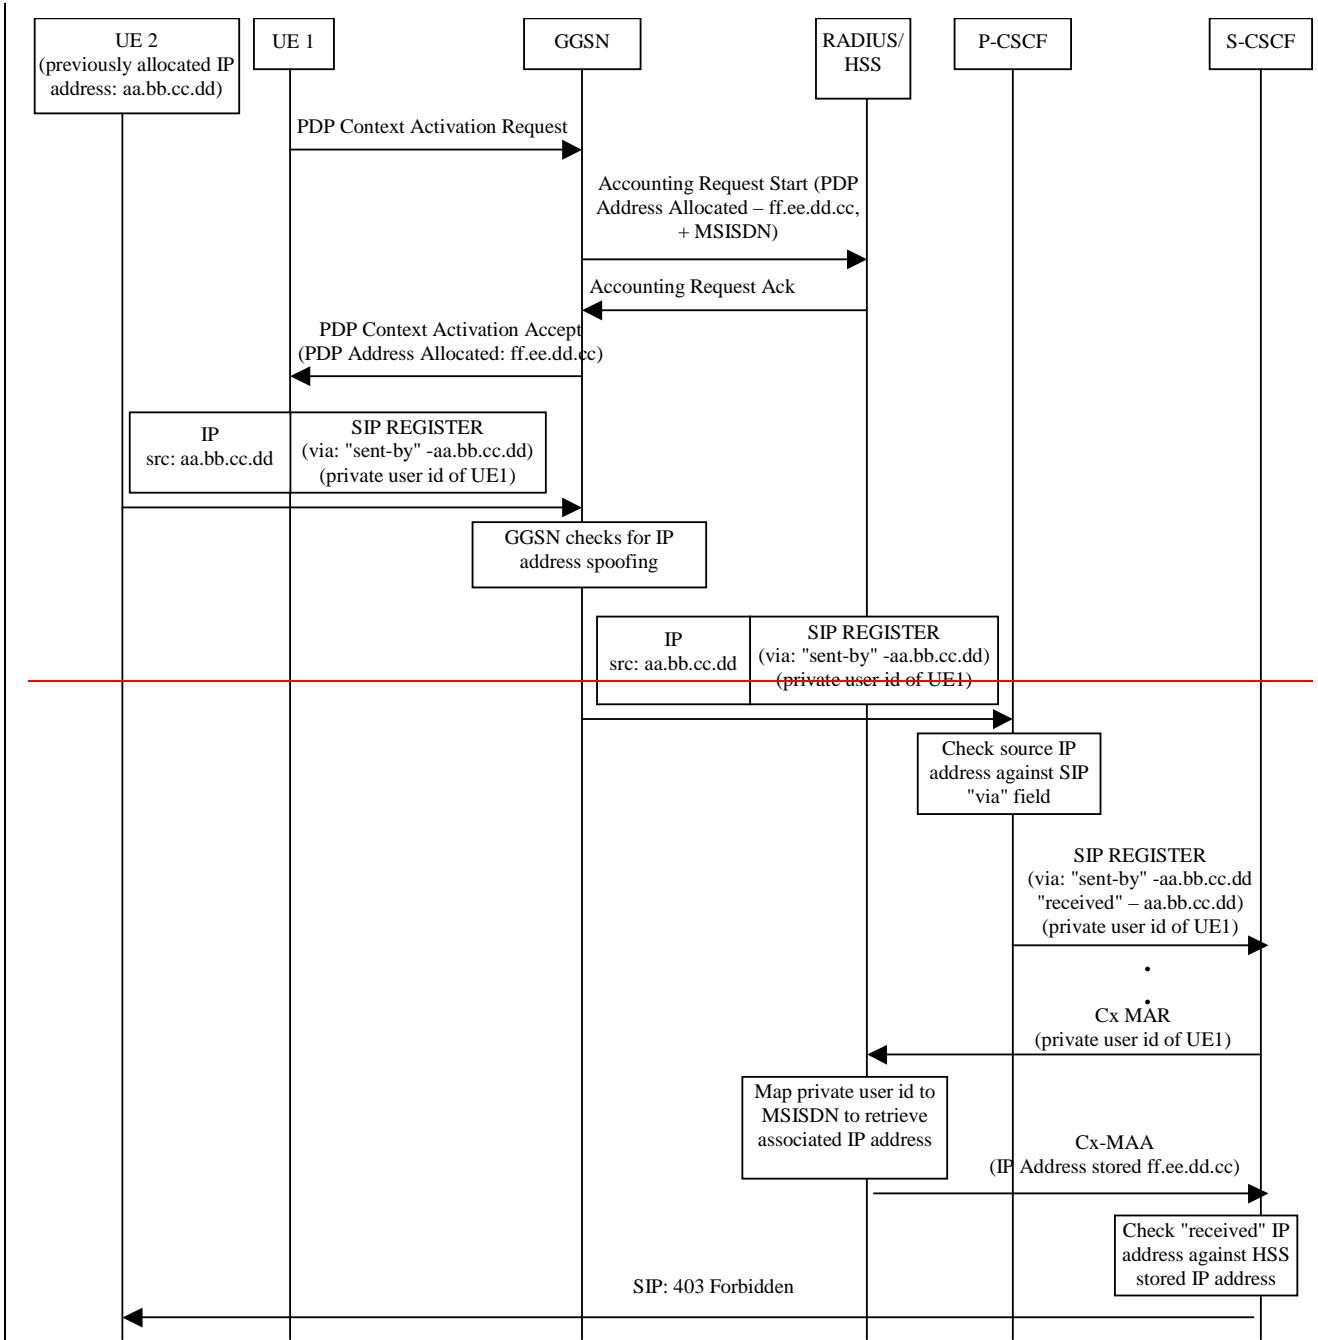 UE 2
(previously allocated IP
address: aa.bb.cc.dd)
UE 1
GGSN
RADIUS/
HSS
P-CSCF
S-CSCF
PDP Context Activation Request
Accounting Request Start (PDP
Address Allocated – ff.ee.dd.cc,
+ MSISDN)
Accounting Request Ack
PDP Context Activation Accept
(PDP Address Allocated: ff.ee.dd.cc)
IP
src: aa.bb.cc.dd
SIP REGISTER
(via: "sent-by" -aa.bb.cc.dd)
(private user id of UE1)
GGSN checks for IP
address spoofing
IP
src: aa.bb.cc.dd
SIP REGISTER
(via: "sent-by" -aa.bb.cc.dd)
(private user id of UE1)
Check source IP
address against SIP
"via" field
SIP REGISTER
(via: "sent-by" -aa.bb.cc.dd
"received" – aa.bb.cc.dd)
(private user id of UE1)
.
.
Cx MAR
(private user id of UE1)
Map private user id to
MSISDN to retrieve
associated IP address
Cx-MAA
(IP Address stored ff.ee.dd.cc)
Check "received" IP
address against HSS
stored IP address
SIP: 403 Forbidden